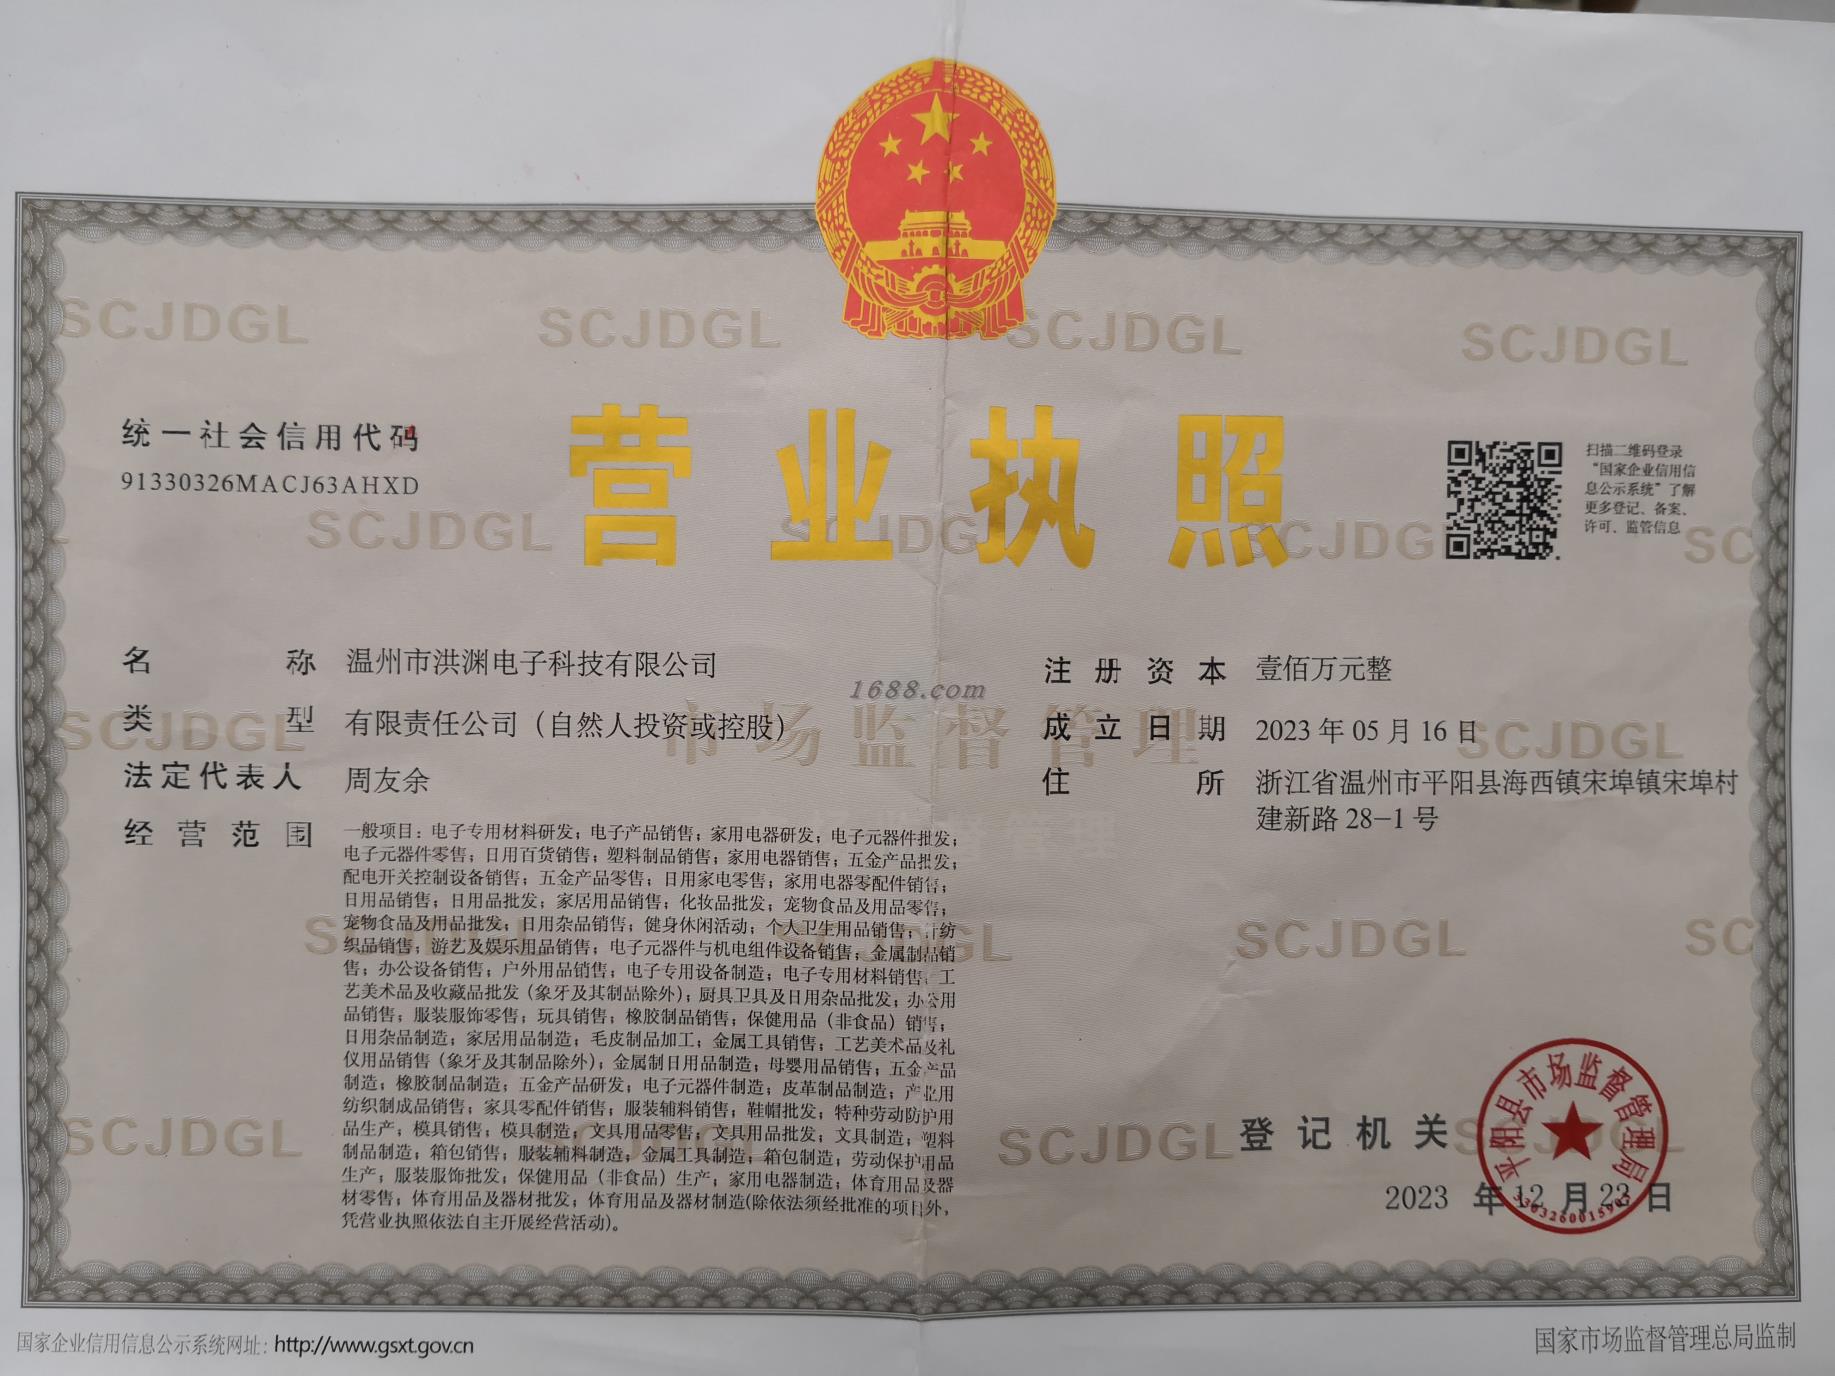 统一社会信用代码
91330326MACJ63AHXD
营业执照
扫描二维码登录
“国家企业信用信
息公示系统”了解
更多登记、备案、
许可、监管信息
名称 温州市洪渊电子科技有限公司
类型 有限责任公司（自然人投资或控股）
法定代表人 周友余
经营范围 一般项目：电子专用材料研发；电子产品销售；家用电器研发；电子元器件批发；
电子元器件零售；日用百货销售；塑料制品销售；家用电器销售；五金产品批发；
配电开关控制设备销售；五金产品零售；日用家电零售；家用电器零配件销售；
日用品销售；日用品批发；家居用品销售；化妆品批发；宠物食品及用品零售；
宠物食品及用品批发；日用杂品销售；健身休闲活动；个人卫生用品销售；针纺
织品销售；游艺及娱乐用品销售；电子元器件与机电组件设备销售；金属制品销
售；办公设备销售；户外用品销售；电子专用设备制造；电子专用材料销售；工
艺美术品及收藏品批发（象牙及其制品除外）；厨具卫具及日用杂品批发；办公用
品销售；服装服饰零售；玩具销售；橡胶制品销售；保健用品（非食品）销售；
日用杂品制造；家居用品制造；毛皮制品加工；金属工具销售；工艺美术品及礼
仪用品销售（象牙及其制品除外）；金属制日用品制造；母婴用品销售；五金产品
制造；橡胶制品制造；五金产品研发；电子元器件制造；皮革制品制造；产业用
纺织制成品销售；家具零配件销售；服装辅料销售；鞋帽批发；特种劳动防护用
品生产；模具销售；模具制造；文具用品零售；文具用品批发；文具制造；塑料
制品制造；箱包销售；服装辅料制造；金属工具制造；箱包制造；劳动保护用品
生产；服装服饰批发；保健用品（非食品）生产；家用电器制造；体育用品及器
材零售；体育用品及器材批发；体育用品及器材制造(除依法须经批准的项目外，
凭营业执照依法自主开展经营活动)。
注册资本 壹佰万元整
成立日期 2023年05月16日
住所 浙江省温州市平阳县海西镇宋埠镇宋埠村
建新路28-1号
1688.com
市场监督管理
SCJDGL
登记机关
平阳县市场监督管理局
2023 年 12 月 22 日
国家企业信用信息公示系统网址：http://www.gsxt.gov.cn
国家市场监督管理总局监制